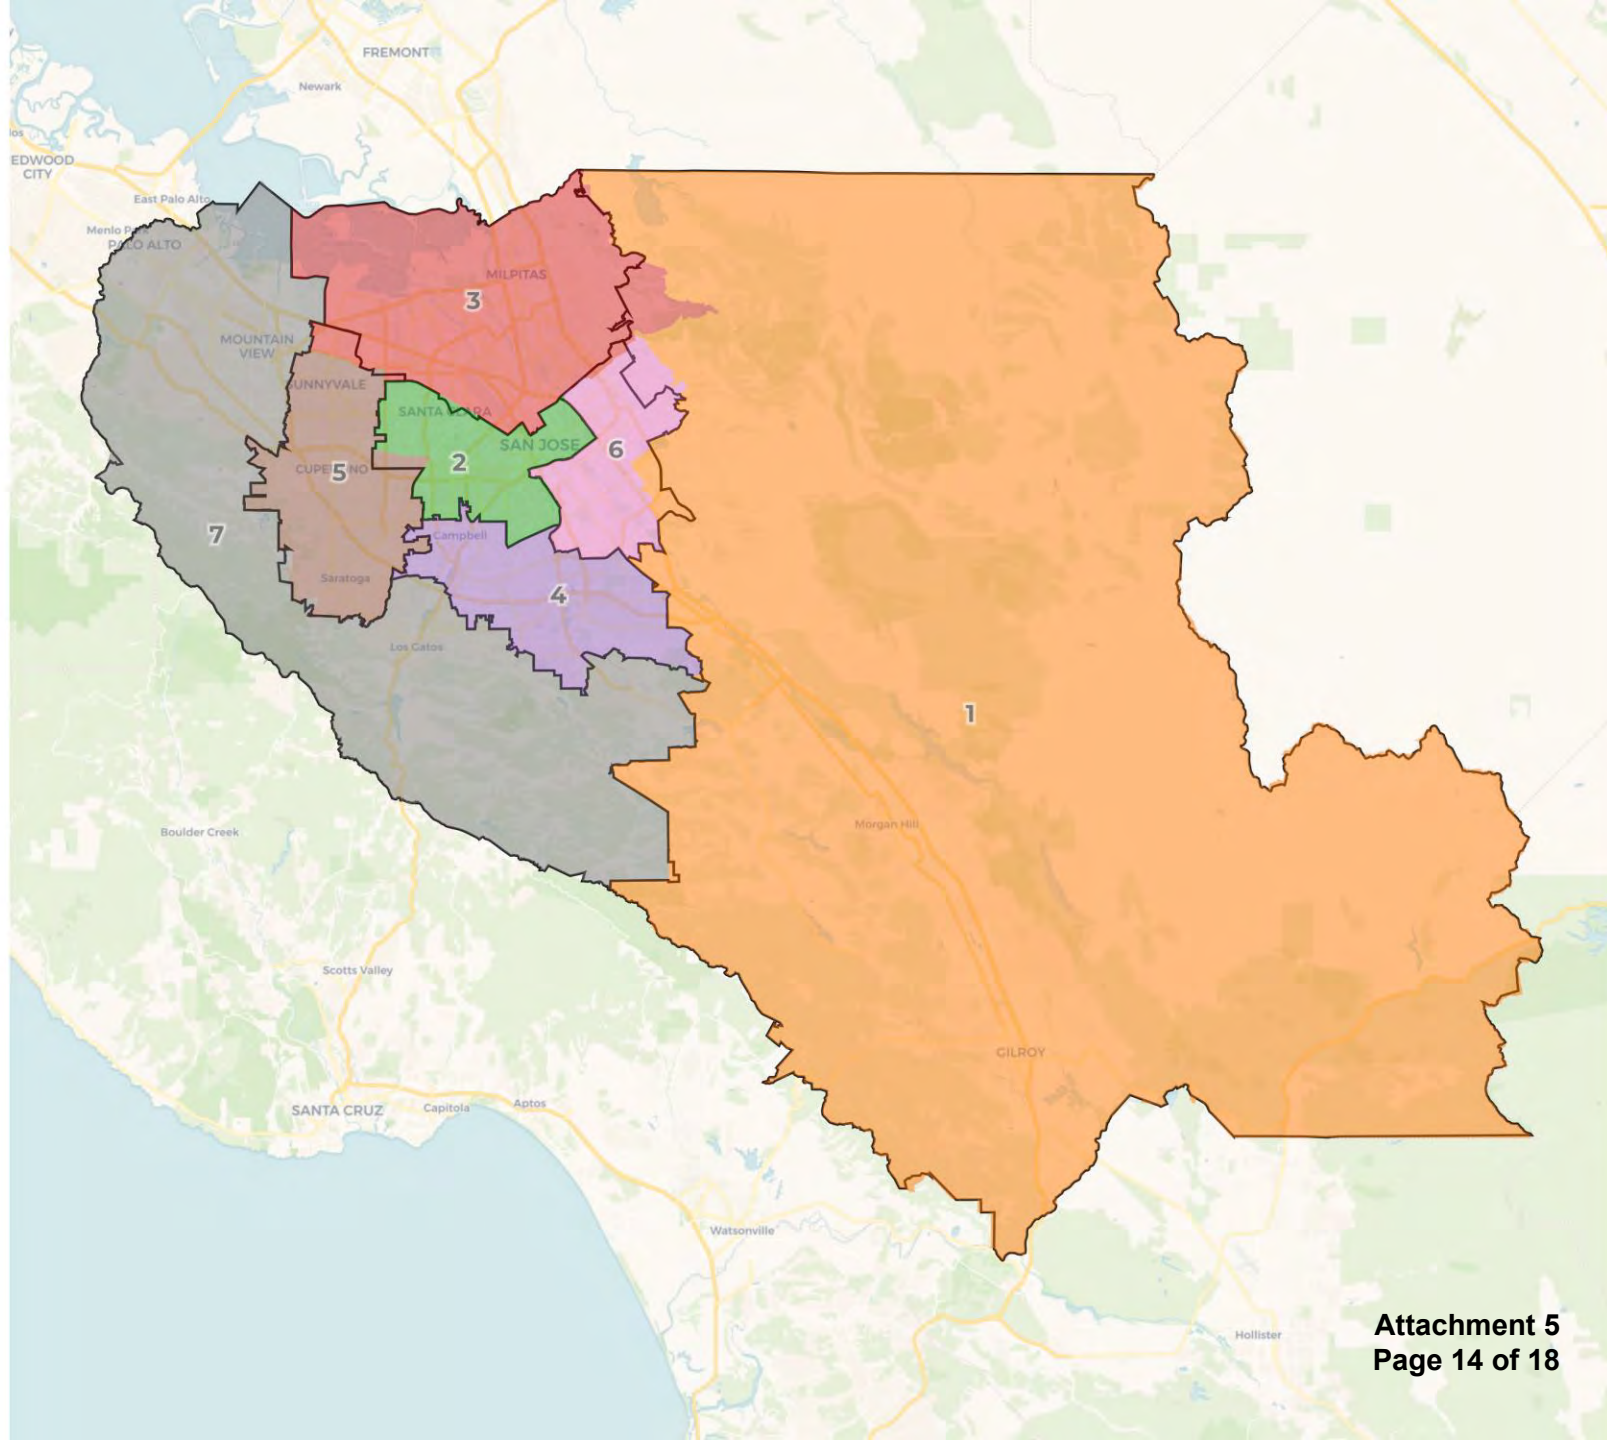 FREMONT
Newark
los
EDWOOD
CITY
East Palo Alto
Menlo Park
PALO ALTO
MILPITAS
3
MOUNTAIN
VIEW
SUNNYVALE
SANTA CLARA
SAN JOSE
6
2
CUPERTINO
5
7
Campbell
Saratoga
4
Los Gatos
1
Morgan Hill
Boulder Creek
Scotts Valley
GILROY
SANTA CRUZ
Capitola
Aptos
Watsonville
Hollister
Attachment 5
Page 14 of 18